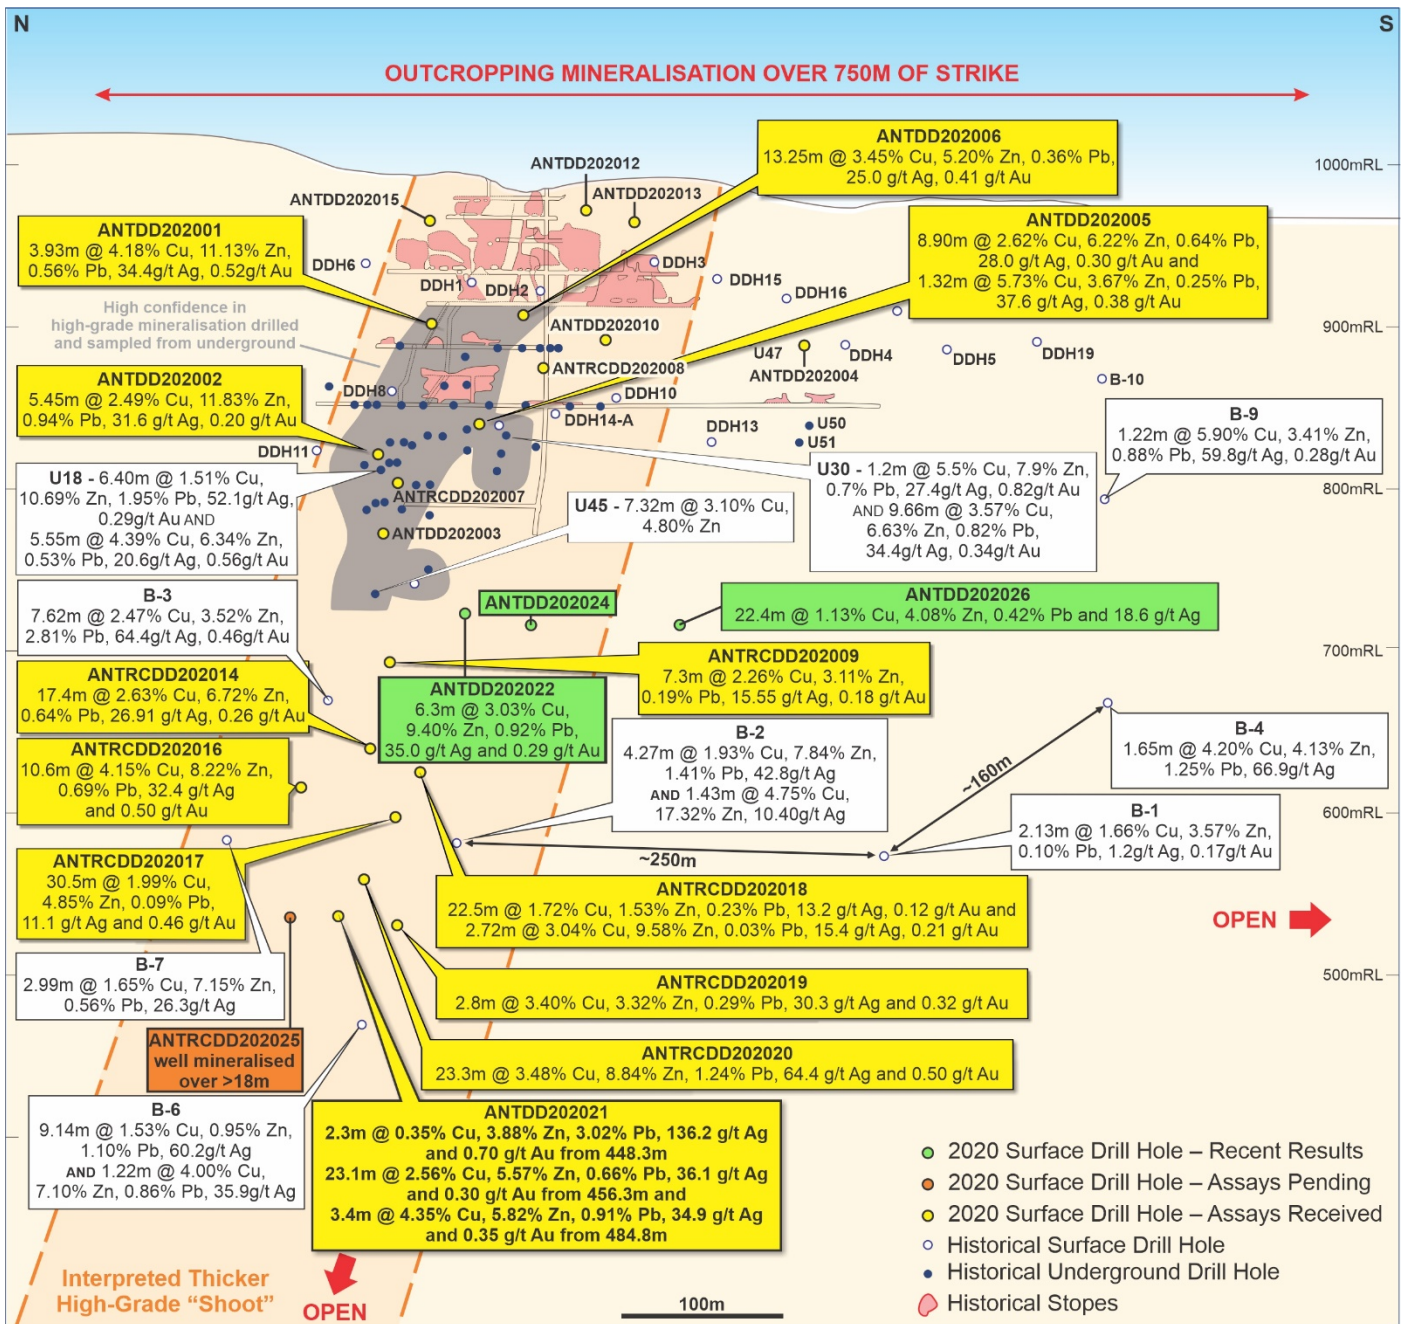 N
S
OUTCROPPING MINERALISATION OVER 750M OF STRIKE
ANTDD202006
13.25m @ 3.45% Cu, 5.20% Zn, 0.36% Pb,
25.0 g/t Ag, 0.41 g/t Au
1000mRL
ANTDD202012
ANTDD202013
ANTDD202015
ANTDD202001
3.93m @ 4.18% Cu, 11.13% Zn,
0.56% Pb, 34.4g/t Ag, 0.52g/t Au
ANTDD202005
8.90m @ 2.62% Cu, 6.22% Zn, 0.64% Pb,
28.0 g/t Ag, 0.30 g/t Au and
1.32m @ 5.73% Cu, 3.67% Zn, 0.25% Pb,
37.6 g/t Ag, 0.38 g/t Au
DDH6
DDH3
DDH1
DDH2
DDH15
DDH16
High confidence in
high-grade mineralisation drilled
and sampled from underground
900mRL
ANTDD202010
U47
ANTDD202004
DDH4
DDH5
DDH19
ANTRCDD202008
B-10
ANTDD202002
5.45m @ 2.49% Cu, 11.83% Zn,
0.94% Pb, 31.6 g/t Ag, 0.20 g/t Au
DDH8
DDH10
DDH14-A
DDH13
U50
U51
DDH11
B-9
1.22m @ 5.90% Cu, 3.41% Zn,
0.88% Pb, 59.8g/t Ag, 0.28g/t Au
U18 - 6.40m @ 1.51% Cu,
10.69% Zn, 1.95% Pb, 52.1g/t Ag,
0.29g/t Au AND
5.55m @ 4.39% Cu, 6.34% Zn,
0.53% Pb, 20.6g/t Ag, 0.56g/t Au
ANTRCDD202007
ANTDD202003
U45 - 7.32m @ 3.10% Cu,
4.80% Zn
U30 - 1.2m @ 5.5% Cu, 7.9% Zn,
0.7% Pb, 27.4g/t Ag, 0.82g/t Au
AND 9.66m @ 3.57% Cu,
6.63% Zn, 0.82% Pb,
34.4g/t Ag, 0.34g/t Au
800mRL
B-3
7.62m @ 2.47% Cu, 3.52% Zn,
2.81% Pb, 64.4g/t Ag, 0.46g/t Au
ANTDD202024
ANTDD202026
22.4m @ 1.13% Cu, 4.08% Zn, 0.42% Pb and 18.6 g/t Ag
700mRL
ANTRCDD202009
7.3m @ 2.26% Cu, 3.11% Zn,
0.19% Pb, 15.55 g/t Ag, 0.18 g/t Au
ANTRCDD202014
17.4m @ 2.63% Cu, 6.72% Zn,
0.64% Pb, 26.91 g/t Ag, 0.26 g/t Au
ANTDD202022
6.3m @ 3.03% Cu,
9.40% Zn, 0.92% Pb,
35.0 g/t Ag and 0.29 g/t Au
B-2
4.27m @ 1.93% Cu, 7.84% Zn,
1.41% Pb, 42.8g/t Ag
AND 1.43m @ 4.75% Cu,
17.32% Zn, 10.40g/t Ag
B-4
1.65m @ 4.20% Cu, 4.13% Zn,
1.25% Pb, 66.9g/t Ag
~160m
ANTRCDD202016
10.6m @ 4.15% Cu, 8.22% Zn,
0.69% Pb, 32.4 g/t Ag
and 0.50 g/t Au
600mRL
B-1
2.13m @ 1.66% Cu, 3.57% Zn,
0.10% Pb, 1.2g/t Ag, 0.17g/t Au
~250m
ANTRCDD202017
30.5m @ 1.99% Cu,
4.85% Zn, 0.09% Pb,
11.1 g/t Ag and 0.46 g/t Au
ANTRCDD202018
22.5m @ 1.72% Cu, 1.53% Zn, 0.23% Pb, 13.2 g/t Ag, 0.12 g/t Au and
2.72m @ 3.04% Cu, 9.58% Zn, 0.03% Pb, 15.4 g/t Ag, 0.21 g/t Au
OPEN
B-7
2.99m @ 1.65% Cu, 7.15% Zn,
0.56% Pb, 26.3g/t Ag
ANTRCDD202019
2.8m @ 3.40% Cu, 3.32% Zn, 0.29% Pb, 30.3 g/t Ag and 0.32 g/t Au
500mRL
ANTRCDD202025
well mineralised
over >18m
ANTRCDD202020
23.3m @ 3.48% Cu, 8.84% Zn, 1.24% Pb, 64.4 g/t Ag and 0.50 g/t Au
B-6
9.14m @ 1.53% Cu, 0.95% Zn,
1.10% Pb, 60.2g/t Ag
AND 1.22m @ 4.00% Cu,
7.10% Zn, 0.86% Pb, 35.9g/t Ag
ANTDD202021
2.3m @ 0.35% Cu, 3.88% Zn, 3.02% Pb, 136.2 g/t Ag
and 0.70 g/t Au from 448.3m
23.1m @ 2.56% Cu, 5.57% Zn, 0.66% Pb, 36.1 g/t Ag
and 0.30 g/t Au from 456.3m and
3.4m @ 4.35% Cu, 5.82% Zn, 0.91% Pb, 34.9 g/t Ag
and 0.35 g/t Au from 484.8m
2020 Surface Drill Hole – Recent Results
2020 Surface Drill Hole – Assays Pending
2020 Surface Drill Hole – Assays Received
Historical Surface Drill Hole
Historical Underground Drill Hole
Historical Stopes
Interpreted Thicker
High-Grade “Shoot”
OPEN
100m